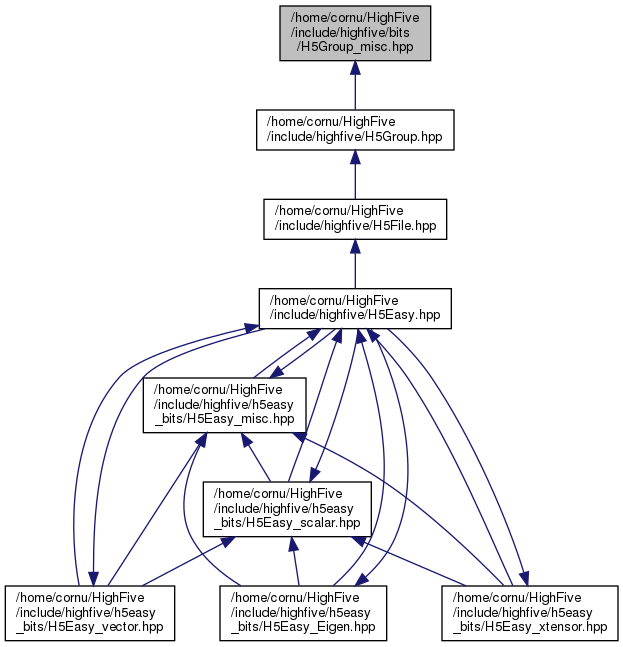 /home/cornu/HighFive
/include/highfive/bits
/H5Group_misc.hpp
/home/cornu/HighFive
/include/highfive/H5Group.hpp
/home/cornu/HighFive
/include/highfive/H5File.hpp
/home/cornu/HighFive
/include/highfive/H5Easy.hpp
/home/cornu/HighFive
/include/highfive/h5easy
_bits/H5Easy_misc.hpp
/home/cornu/HighFive
/include/highfive/h5easy
_bits/H5Easy_scalar.hpp
/home/cornu/HighFive
/include/highfive/h5easy
_bits/H5Easy_vector.hpp
/home/cornu/HighFive
/include/highfive/h5easy
_bits/H5Easy_Eigen.hpp
/home/cornu/HighFive
/include/highfive/h5easy
_bits/H5Easy_xtensor.hpp